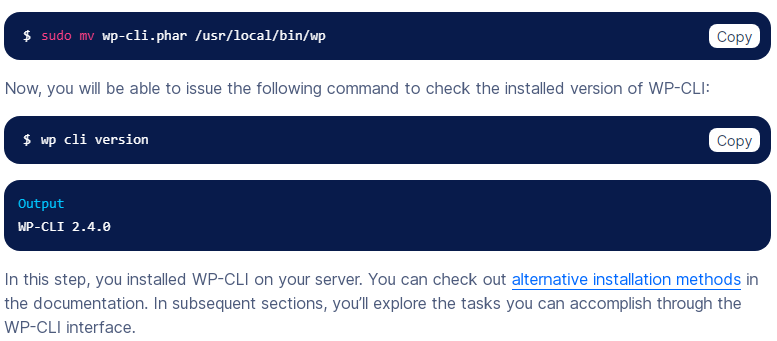 $ sudo mv wp-cli.phar /usr/local/bin/wp
Copy
Now, you will be able to issue the following command to check the installed version of WP-CLI:
$ wp cli version
Copy
Output
WP-CLI 2.4.0
In this step, you installed WP-CLI on your server. You can check out alternative installation methods in
the documentation. In subsequent sections, you’ll explore the tasks you can accomplish through the
WP-CLI interface.